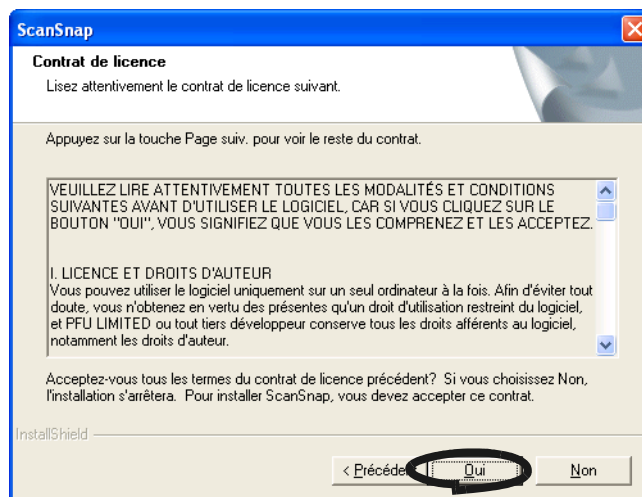 ScanSnap
Contrat de licence
Lisez attentivement le contrat de licence suivant.
Appuyez sur la touche Page suiv. pour voir le reste du contrat.
VEUILLEZ LIRE ATTENTIVEMENT TOUTES LES MODALITÉS ET CONDITIONS
SUIVANTES AVANT D'UTILISER LE LOGICIEL, CAR SI VOUS CLIQUEZ SUR LE
BOUTON "OUI", VOUS SIGNIFIEZ QUE VOUS LES COMPRENEZ ET LES ACCEPTEZ.
I. LICENCE ET DROITS D'AUTEUR
Vous pouvez utiliser le logiciel uniquement sur un seul ordinateur à la fois. Afin d'éviter tout
doute, vous n'obtenez en vertu des présentes qu'un droit d'utilisation restreint du logiciel,
et PFU LIMITED ou tout tiers développeur conserve tous les droits afférents au logiciel,
notamment les droits d'auteur.
Acceptez-vous tous les termes du contrat de licence précédent? Si vous choisissez Non,
l'installation s'arrêtera. Pour installer ScanSnap, vous devez accepter ce contrat.
InstallShield
< Précéde Oui Non